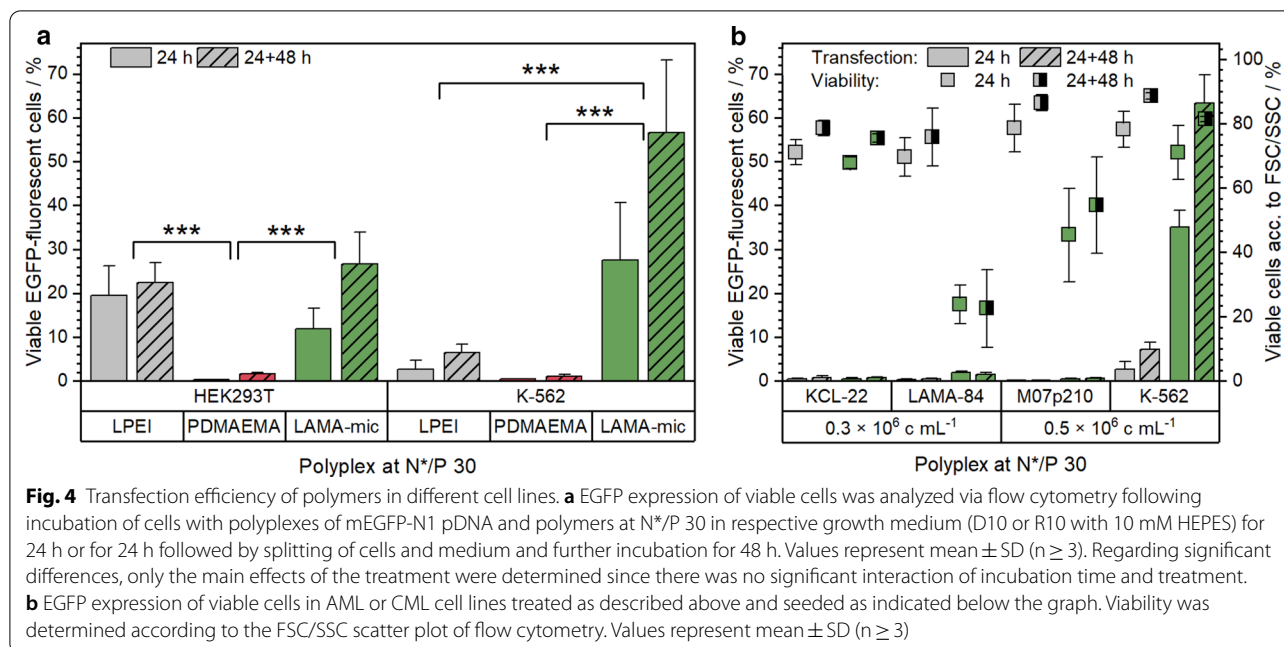 a
24 h 24+48 h
Viable EGFP-fluorescent cells / %
70
60
50
40
30
20
10
0
***
***
***
***
HEK293T K-562
LPEI PDMAEMA LAMA-mic LPEI PDMAEMA LAMA-mic
Polyplex at N*/P 30
b
Transfection: 24 h 24+48 h
Viability: 24 h 24+48 h
Viable EGFP-fluorescent cells / %
70
60
50
40
30
20
10
0
Viable cells acc. to FSC/SSC / %
100
80
60
40
20
0
KCL-22 LAMA-84 M07p210 K-562
0.3 × 10⁶ c mL⁻¹ 0.5 × 10⁶ c mL⁻¹
Polyplex at N*/P 30
Fig. 4 Transfection efficiency of polymers in different cell lines. a EGFP expression of viable cells was analyzed via flow cytometry following
incubation of cells with polyplexes of mEGFP-N1 pDNA and polymers at N*/P 30 in respective growth medium (D10 or R10 with 10 mM HEPES) for
24 h or for 24 h followed by splitting of cells and medium and further incubation for 48 h. Values represent mean ± SD (n ≥ 3). Regarding significant
differences, only the main effects of the treatment were determined since there was no significant interaction of incubation time and treatment.
b EGFP expression of viable cells in AML or CML cell lines treated as described above and seeded as indicated below the graph. Viability was
determined according to the FSC/SSC scatter plot of flow cytometry. Values represent mean ± SD (n ≥ 3)